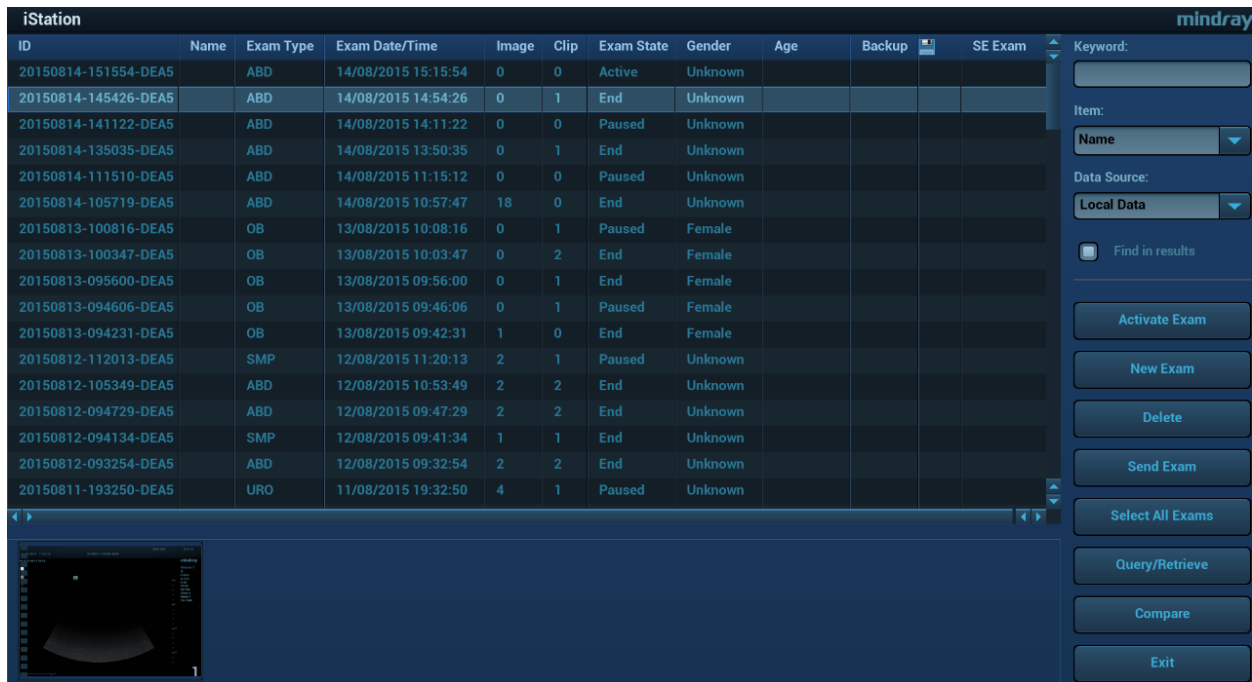 iStation
mindray
ID Name Exam Type Exam Date/Time Image Clip Exam State Gender Age Backup SE Exam
20150814-151554-DEA5 ABD 14/08/2015 15:15:54 0 0 Active Unknown
20150814-145426-DEA5 ABD 14/08/2015 14:54:26 0 1 End Unknown
20150814-141122-DEA5 ABD 14/08/2015 14:11:22 0 0 Paused Unknown
20150814-135035-DEA5 ABD 14/08/2015 13:50:35 0 1 End Unknown
20150814-111510-DEA5 ABD 14/08/2015 11:15:12 0 0 Paused Unknown
20150814-105719-DEA5 ABD 14/08/2015 10:57:47 18 0 End Unknown
20150813-100816-DEA5 OB 13/08/2015 10:08:16 0 1 Paused Female
20150813-100347-DEA5 OB 13/08/2015 10:03:47 0 2 End Female
20150813-095600-DEA5 OB 13/08/2015 09:56:00 0 1 End Female
20150813-094606-DEA5 OB 13/08/2015 09:46:06 0 1 Paused Female
20150813-094231-DEA5 OB 13/08/2015 09:42:31 1 0 End Female
20150812-112013-DEA5 SMP 12/08/2015 11:20:13 2 1 Paused Unknown
20150812-105349-DEA5 ABD 12/08/2015 10:53:49 2 2 End Unknown
20150812-094729-DEA5 ABD 12/08/2015 09:47:29 2 2 End Unknown
20150812-094134-DEA5 SMP 12/08/2015 09:41:34 1 1 End Unknown
20150812-093254-DEA5 ABD 12/08/2015 09:32:54 2 2 End Unknown
20150811-193250-DEA5 URO 11/08/2015 19:32:50 4 1 Paused Unknown
Keyword:
Item:
Name
Data Source:
Local Data
Find in results
Activate Exam
New Exam
Delete
Send Exam
Select All Exams
Query/Retrieve
Compare
Exit
mindray
1